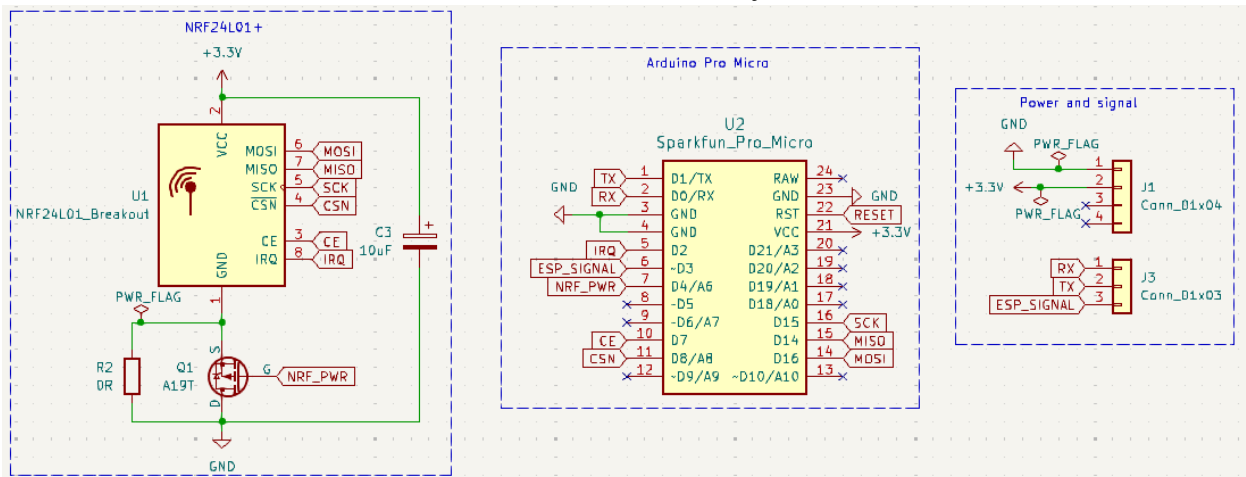 NRF24L01+
+3.3V
2
VCC
MOSI 6 MOSI
MISO 7 MISO
SCK 5 SCK
CSN 4 CSN
U1
NRF24L01_Breakout
CE 3 CE
IRQ 8 IRQ
GND
1
C3
10uF
+
PWR_FLAG
R2
0R
Q1
A19T
S
G
D
NRF_PWR
GND
Arduino Pro Micro
U2
Sparkfun_Pro_Micro
TX 1 D1/TX RAW 24
RX 2 D0/RX GND 23 GND
GND 3 GND RST 22 RESET
4 GND VCC 21 +3.3V
IRQ 5 D2 D21/A3 20
ESP_SIGNAL 6 ~D3 D20/A2 19
NRF_PWR 7 D4/A6 D19/A1 18
8 ~D5 D18/A0 17
9 ~D6/A7 D15 16 SCK
CE 10 D7 D14 15 MISO
CSN 11 D8/A8 D16 14 MOSI
12 ~D9/A9 ~D10/A10 13
Power and signal
GND
PWR_FLAG
1
+3.3V 2
PWR_FLAG 3
4
J1
Conn_01x04
RX 1
TX 2
ESP_SIGNAL 3
J3
Conn_01x03